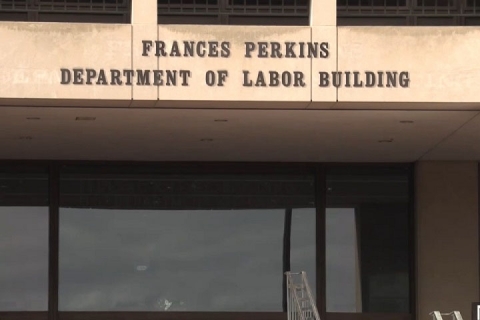 FRANCES PERKINS
DEPARTMENT OF LABOR BUILDING